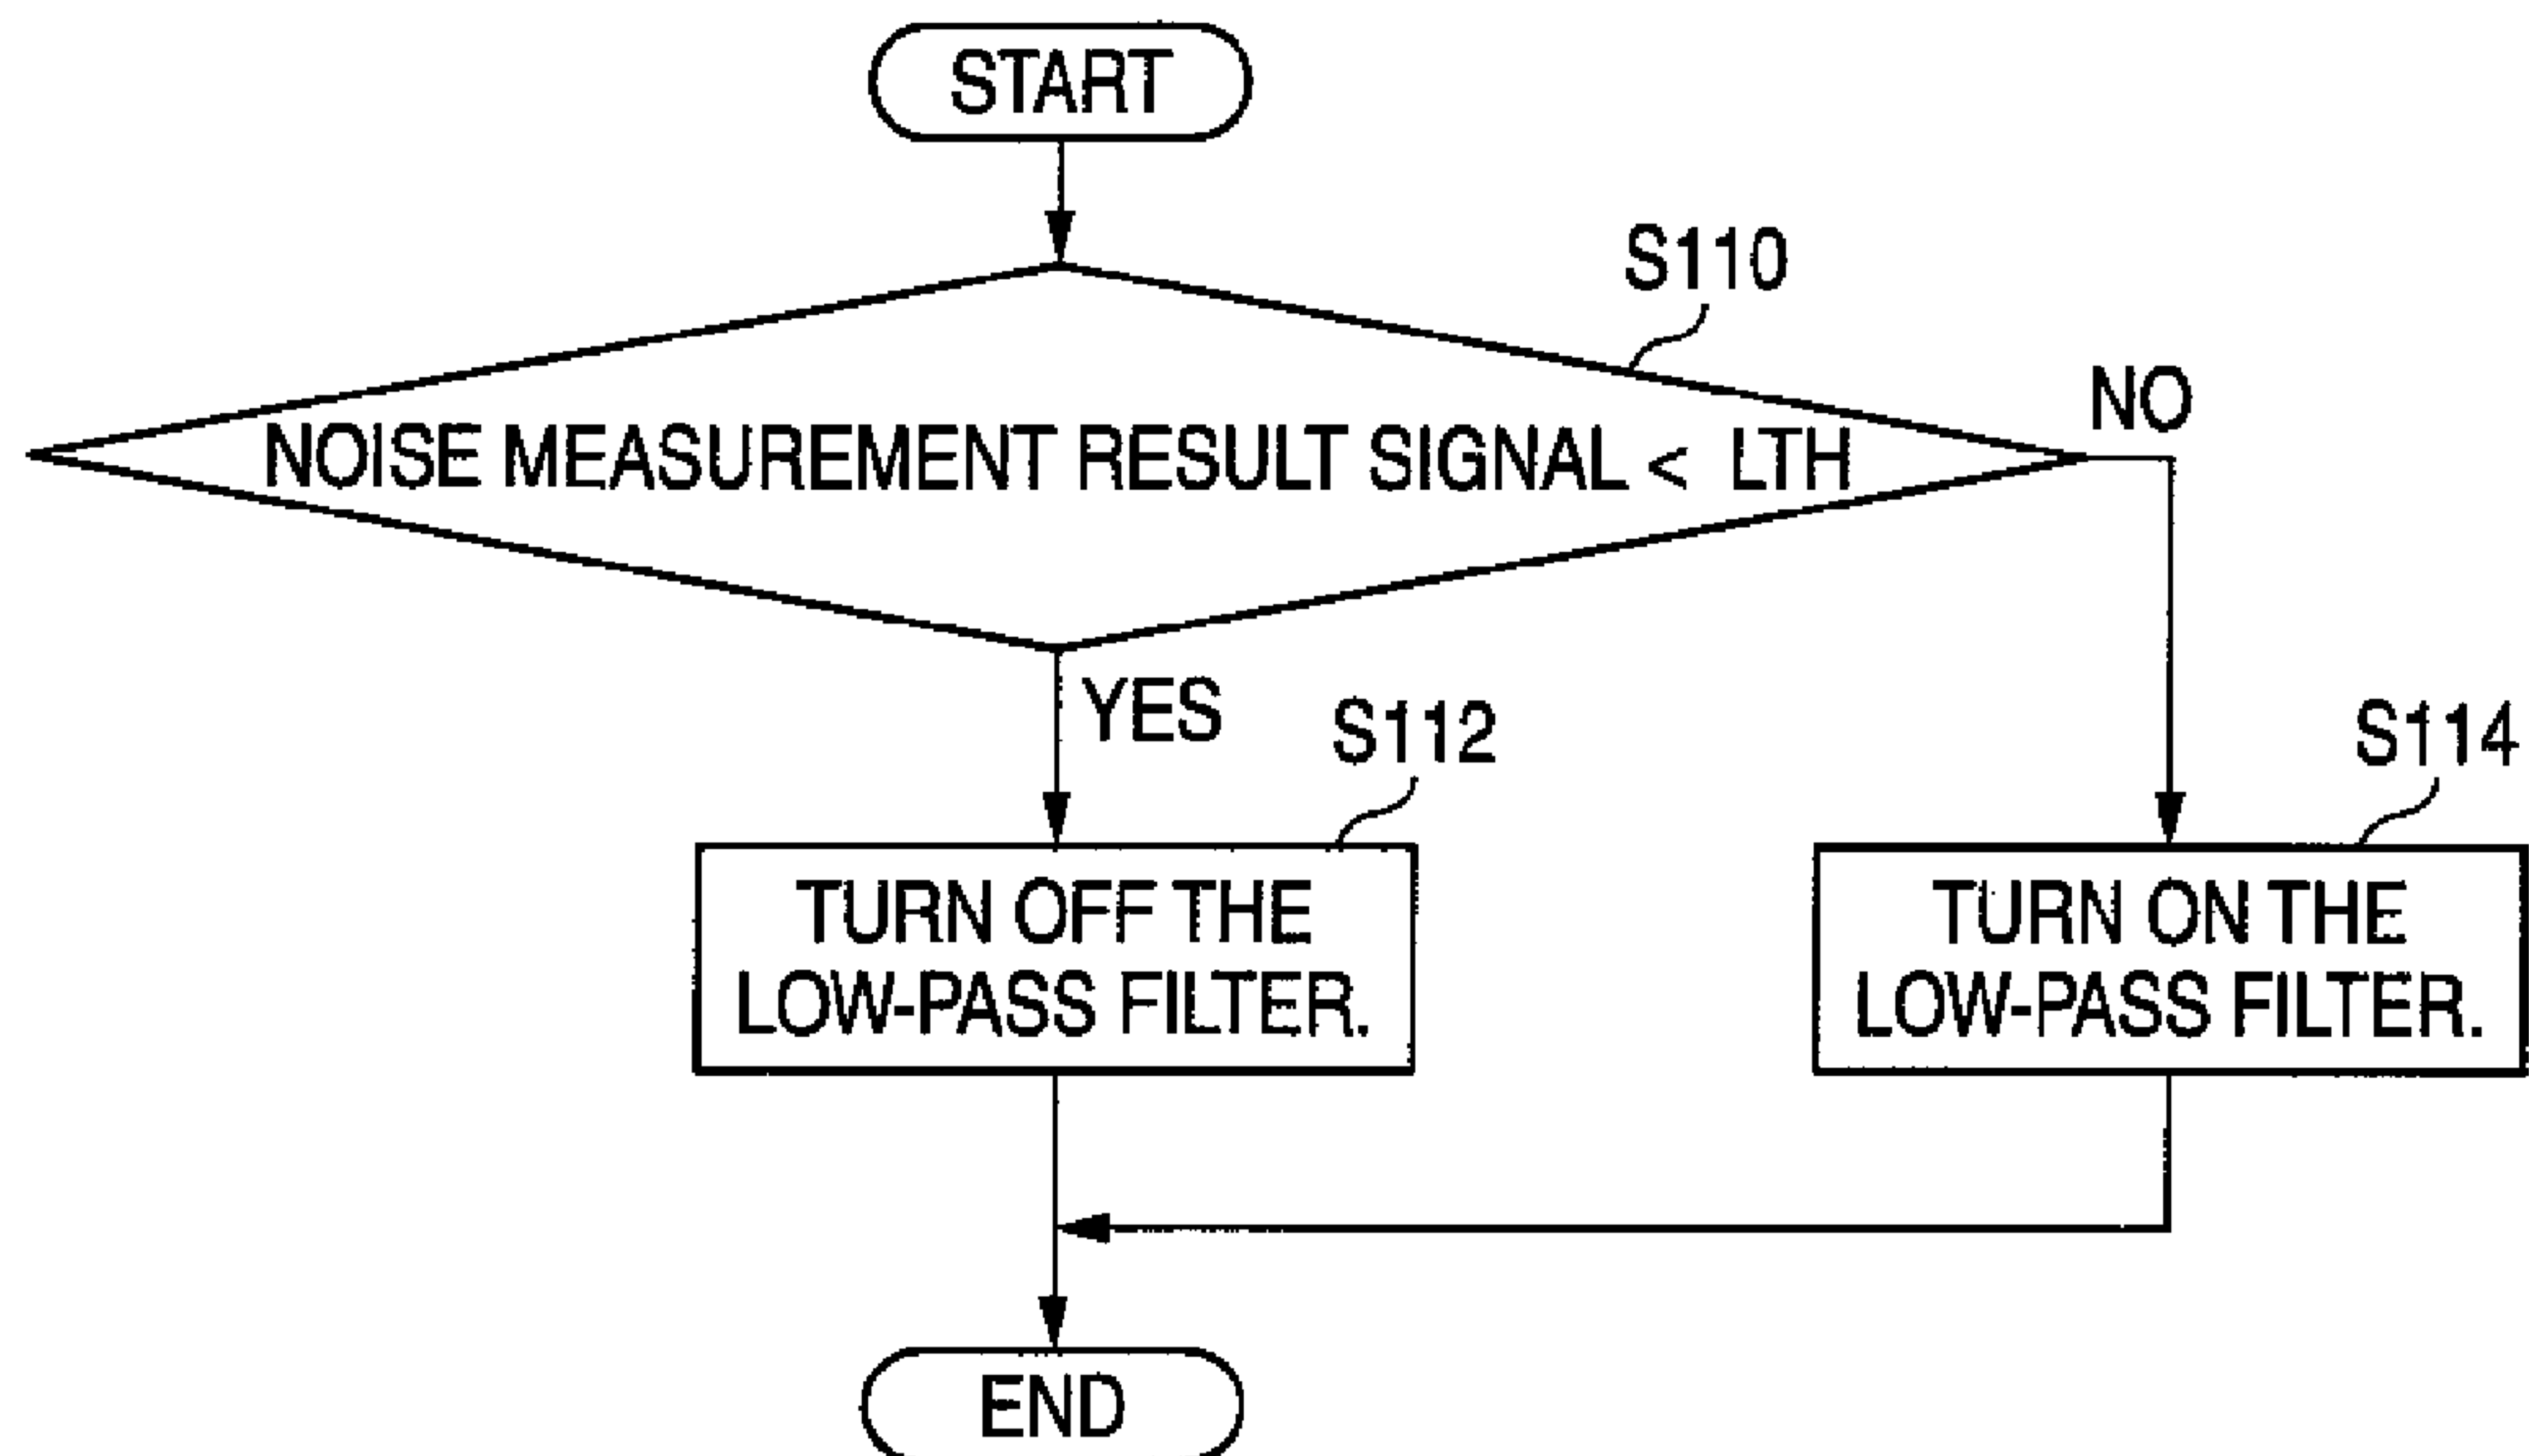 START
S110
NO
NOISE MEASUREMENT RESULT SIGNAL < LTH
YES
S112
S114
TURN OFF THE
LOW-PASS FILTER.
TURN ON THE
LOW-PASS FILTER.
END